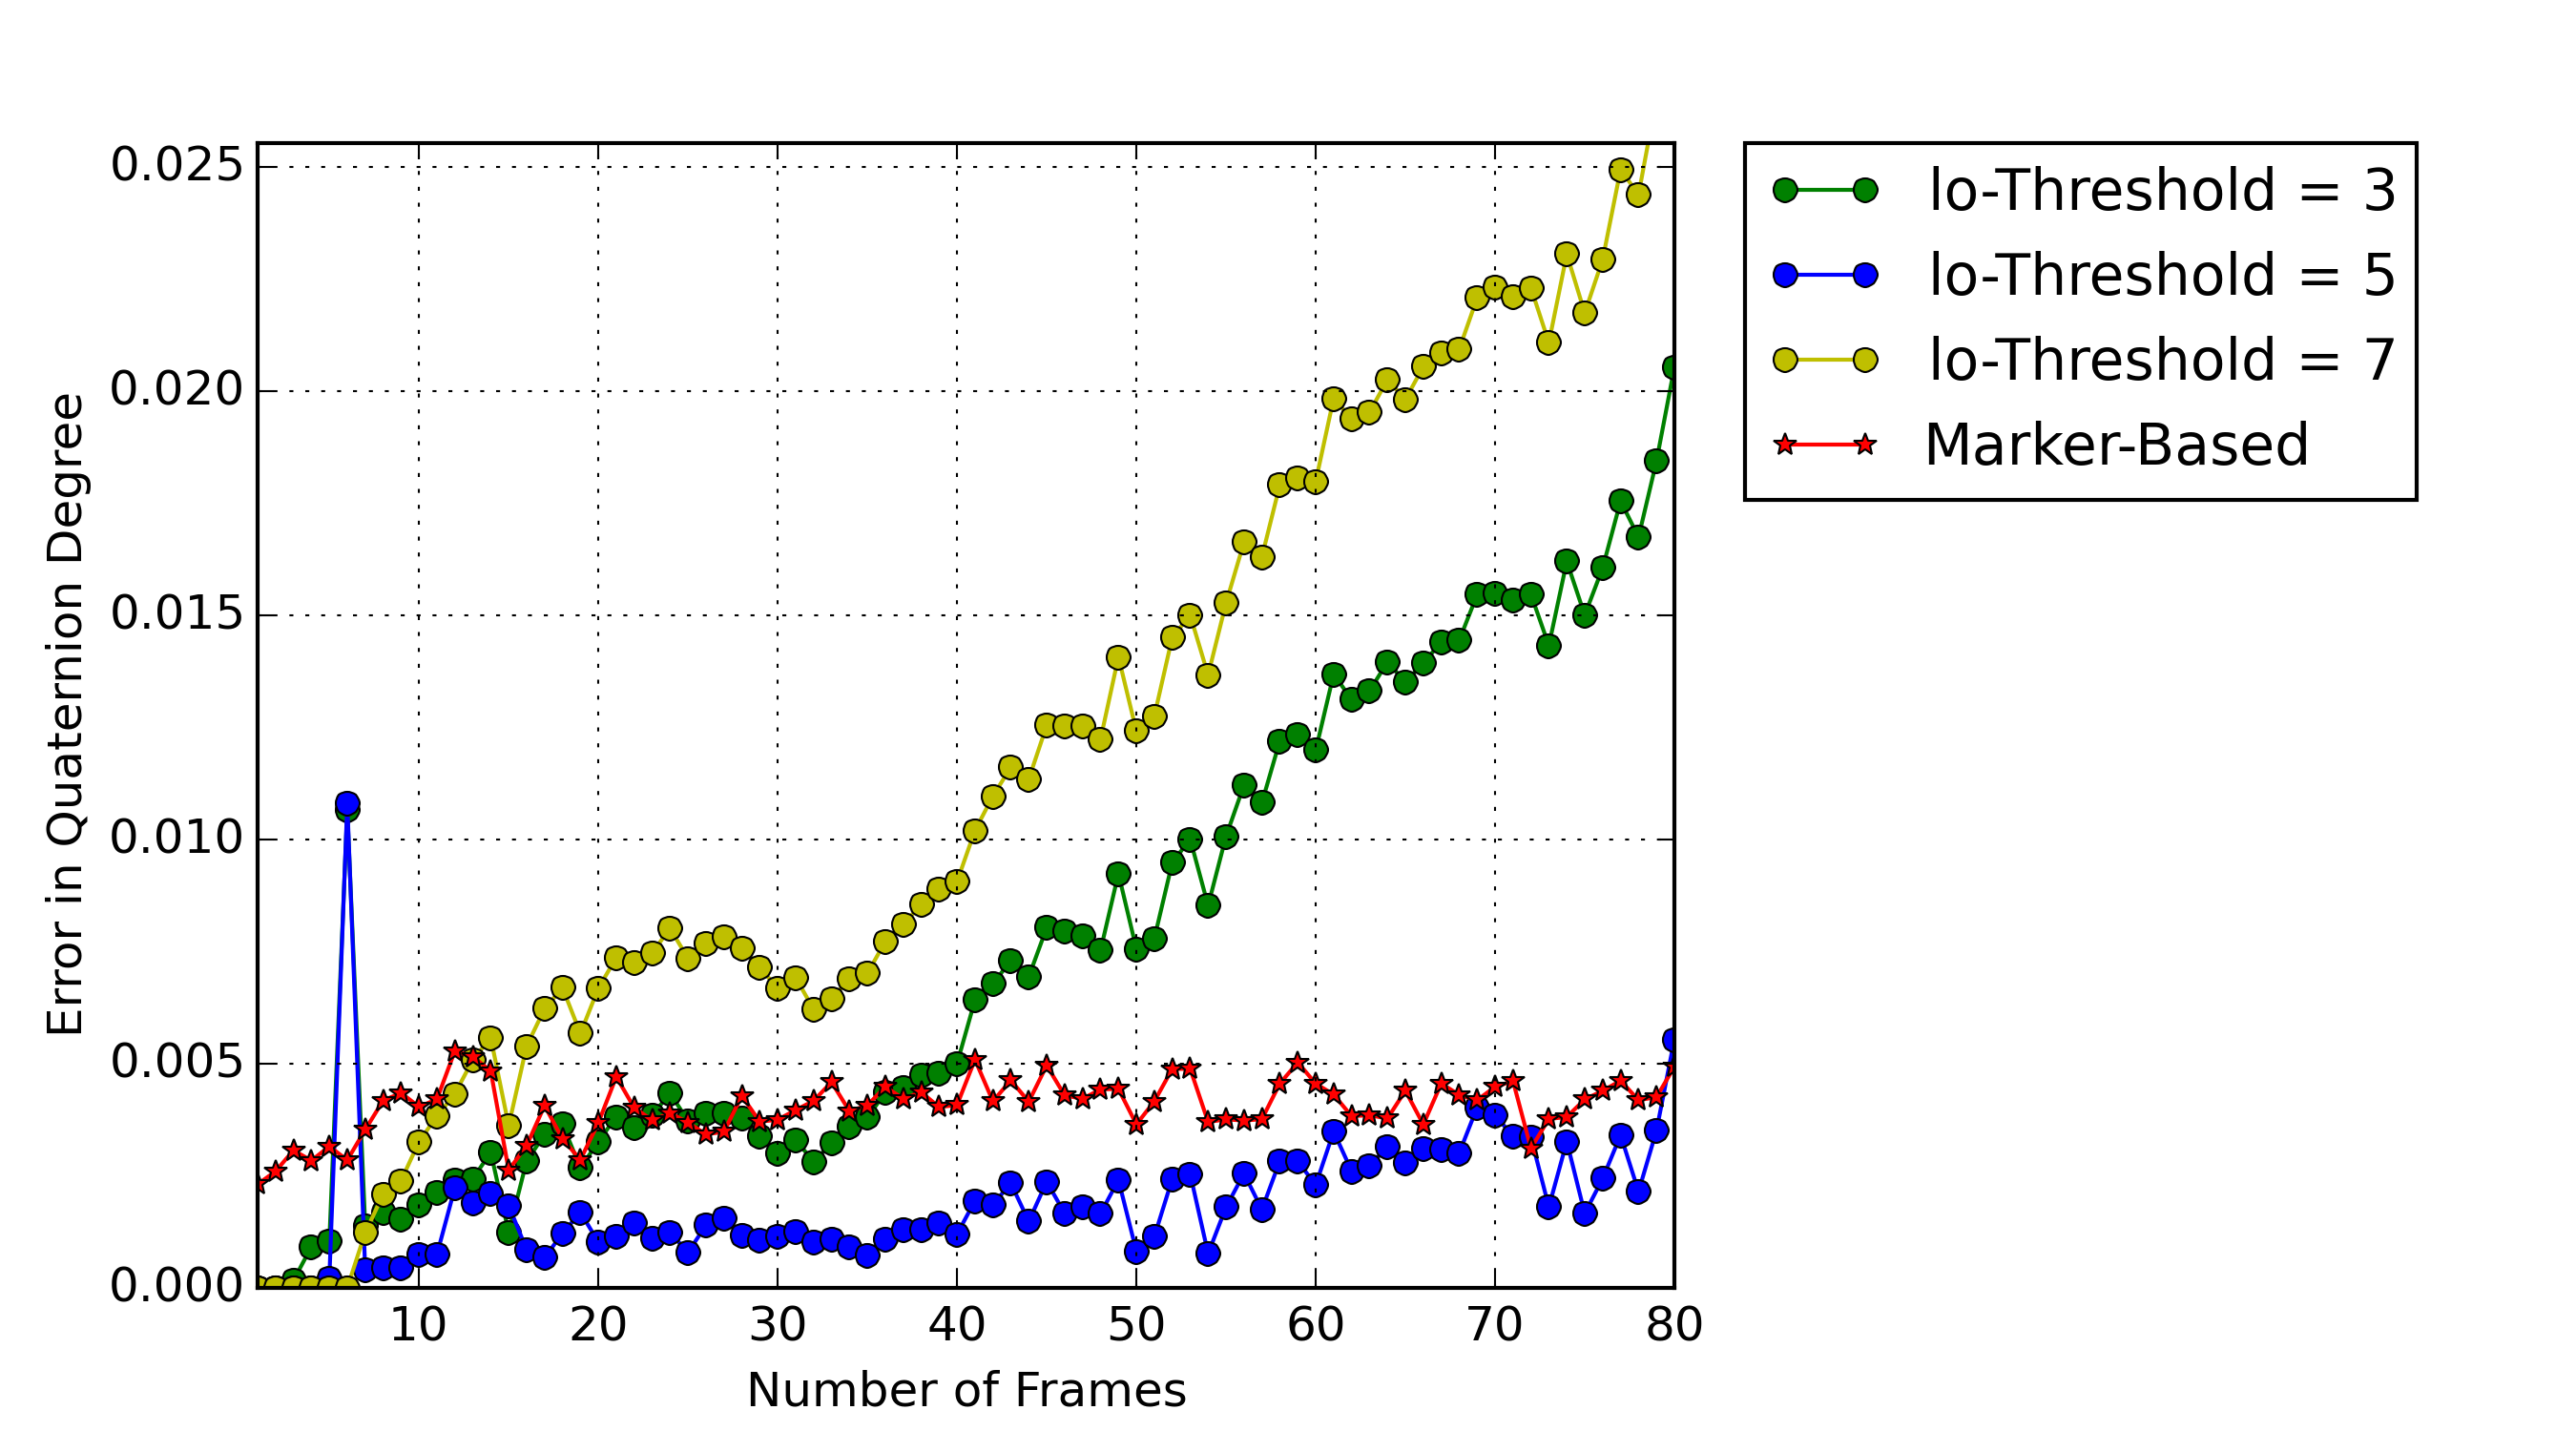 0.025
0.020
0.015
0.010
0.005
0.000
Error in Quaternion Degree
10 20 30 40 50 60 70 80
Number of Frames
lo-Threshold = 3
lo-Threshold = 5
lo-Threshold = 7
Marker-Based